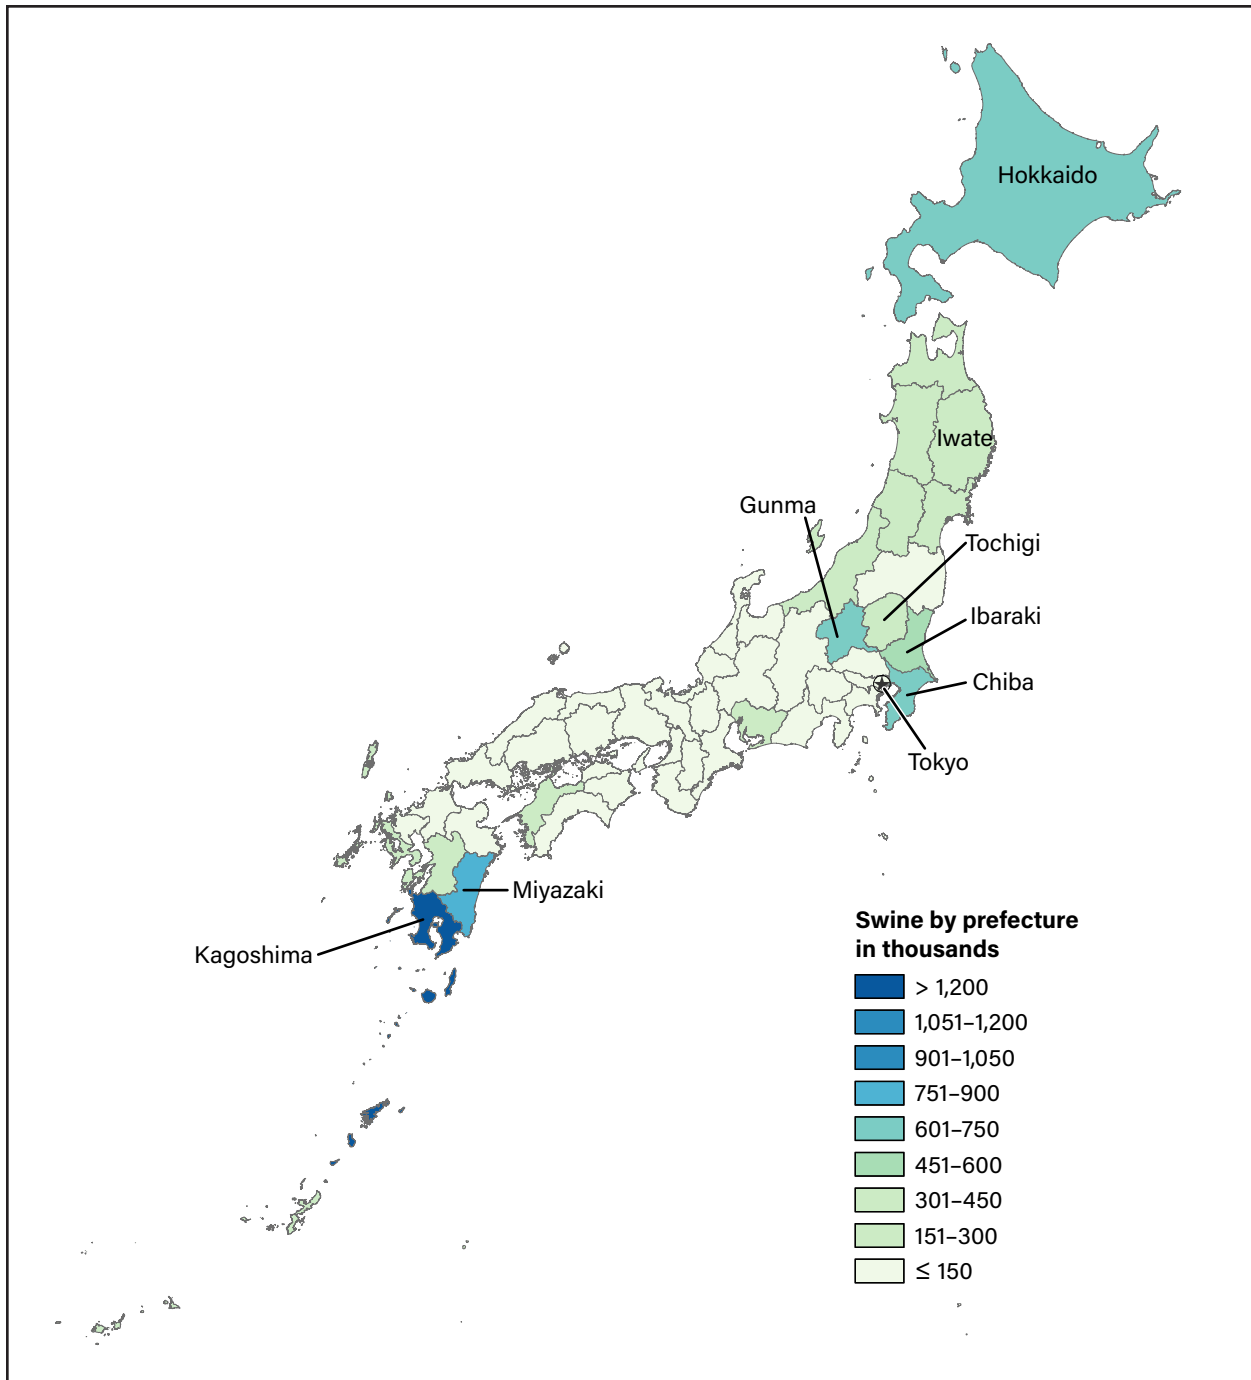 Hokkaido
Iwate
Gunma
Tochigi
Ibaraki
Chiba
Tokyo
Miyazaki
Kagoshima
Swine by prefecture
in thousands
> 1,200
1,051–1,200
901–1,050
751–900
601–750
451–600
301–450
151–300
≤ 150